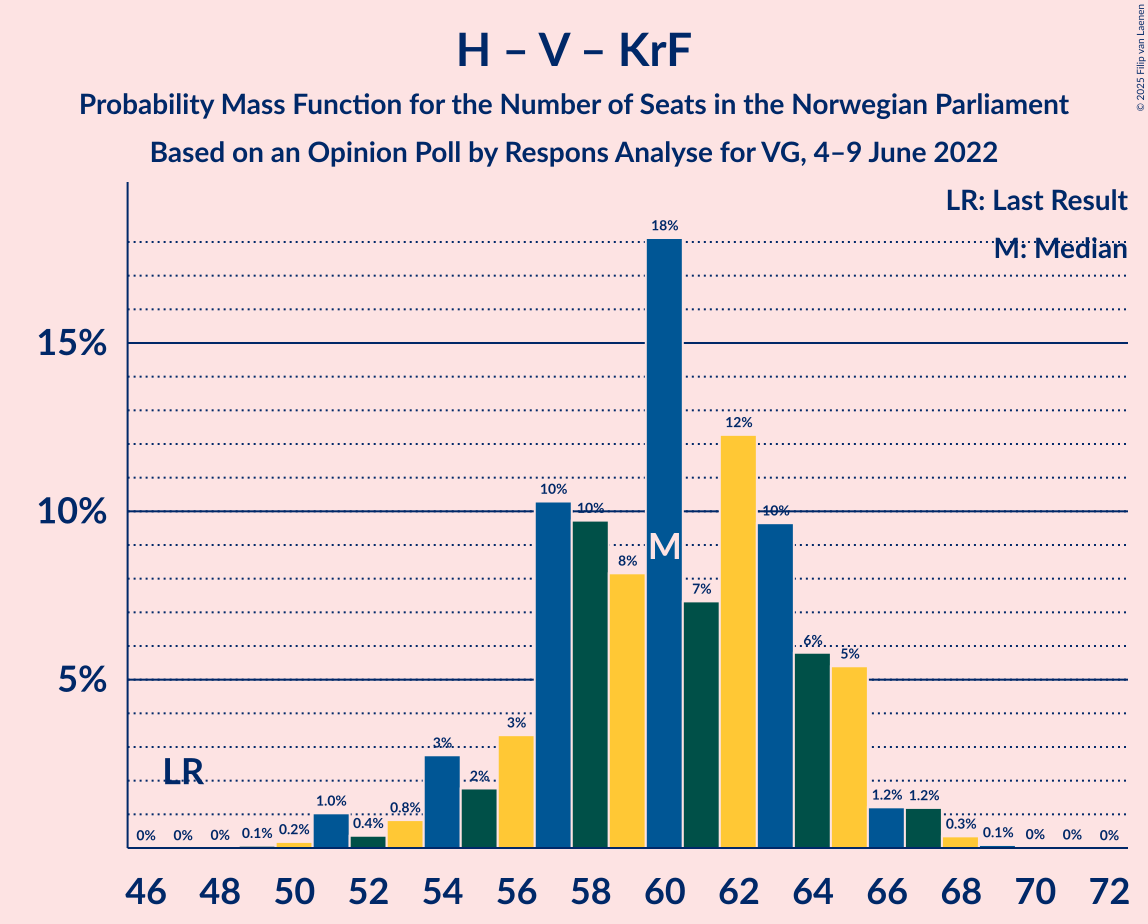 H – V – KrF
Probability Mass Function for the Number of Seats in the Norwegian Parliament
Based on an Opinion Poll by Respons Analyse for VG, 4–9 June 2022
© 2025 Filip van Laenen
LR: Last Result
M: Median
15%
10%
5%
0% 0% 0% 0.1% 0.2% 1.0% 0.4% 0.8% 3% 2% 3% 10% 10% 8% 18% 7% 12% 10% 6% 5% 1.2% 1.2% 0.3% 0.1% 0% 0% 0%
LR
M
46 48 50 52 54 56 58 60 62 64 66 68 70 72